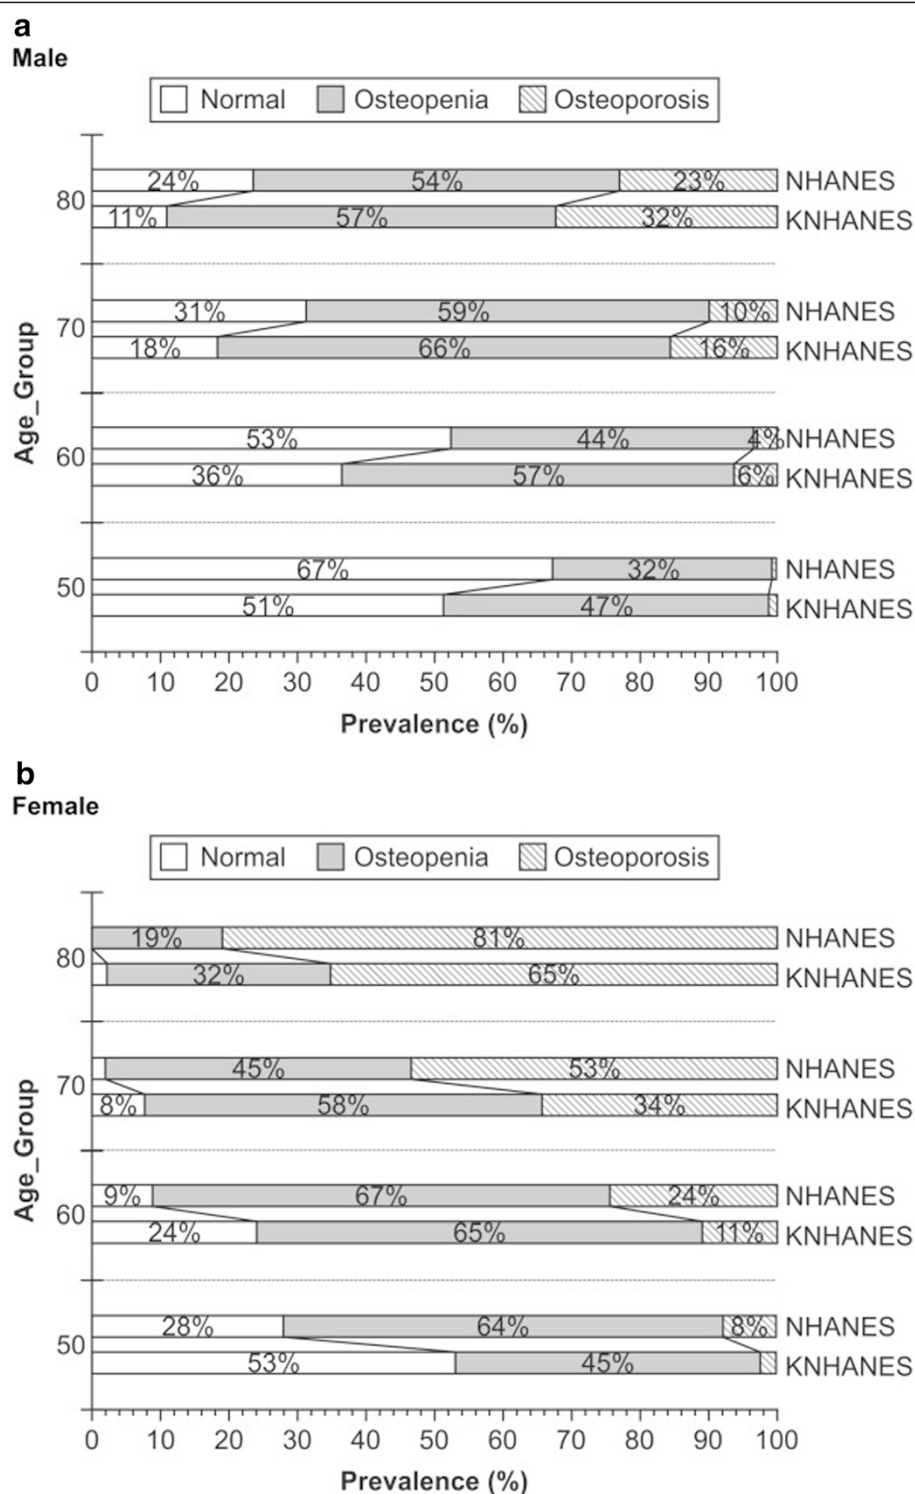 a
Male
Normal Osteopenia Osteoporosis
24% 54% 23% NHANES
80
11% 57% 32% KNHANES
31% 59% 10% NHANES
70
18% 66% 16% KNHANES
Age_Group
53% 44% 4% NHANES
60
36% 57% 6% KNHANES
67% 32% NHANES
50
51% 47% KNHANES
0 10 20 30 40 50 60 70 80 90 100
Prevalence (%)
b
Female
Normal Osteopenia Osteoporosis
19% 81% NHANES
80
32% 65% KNHANES
45% 53% NHANES
70
8% 58% 34% KNHANES
Age_Group
9% 67% 24% NHANES
60
24% 65% 11% KNHANES
28% 64% 8% NHANES
50
53% 45% KNHANES
0 10 20 30 40 50 60 70 80 90 100
Prevalence (%)